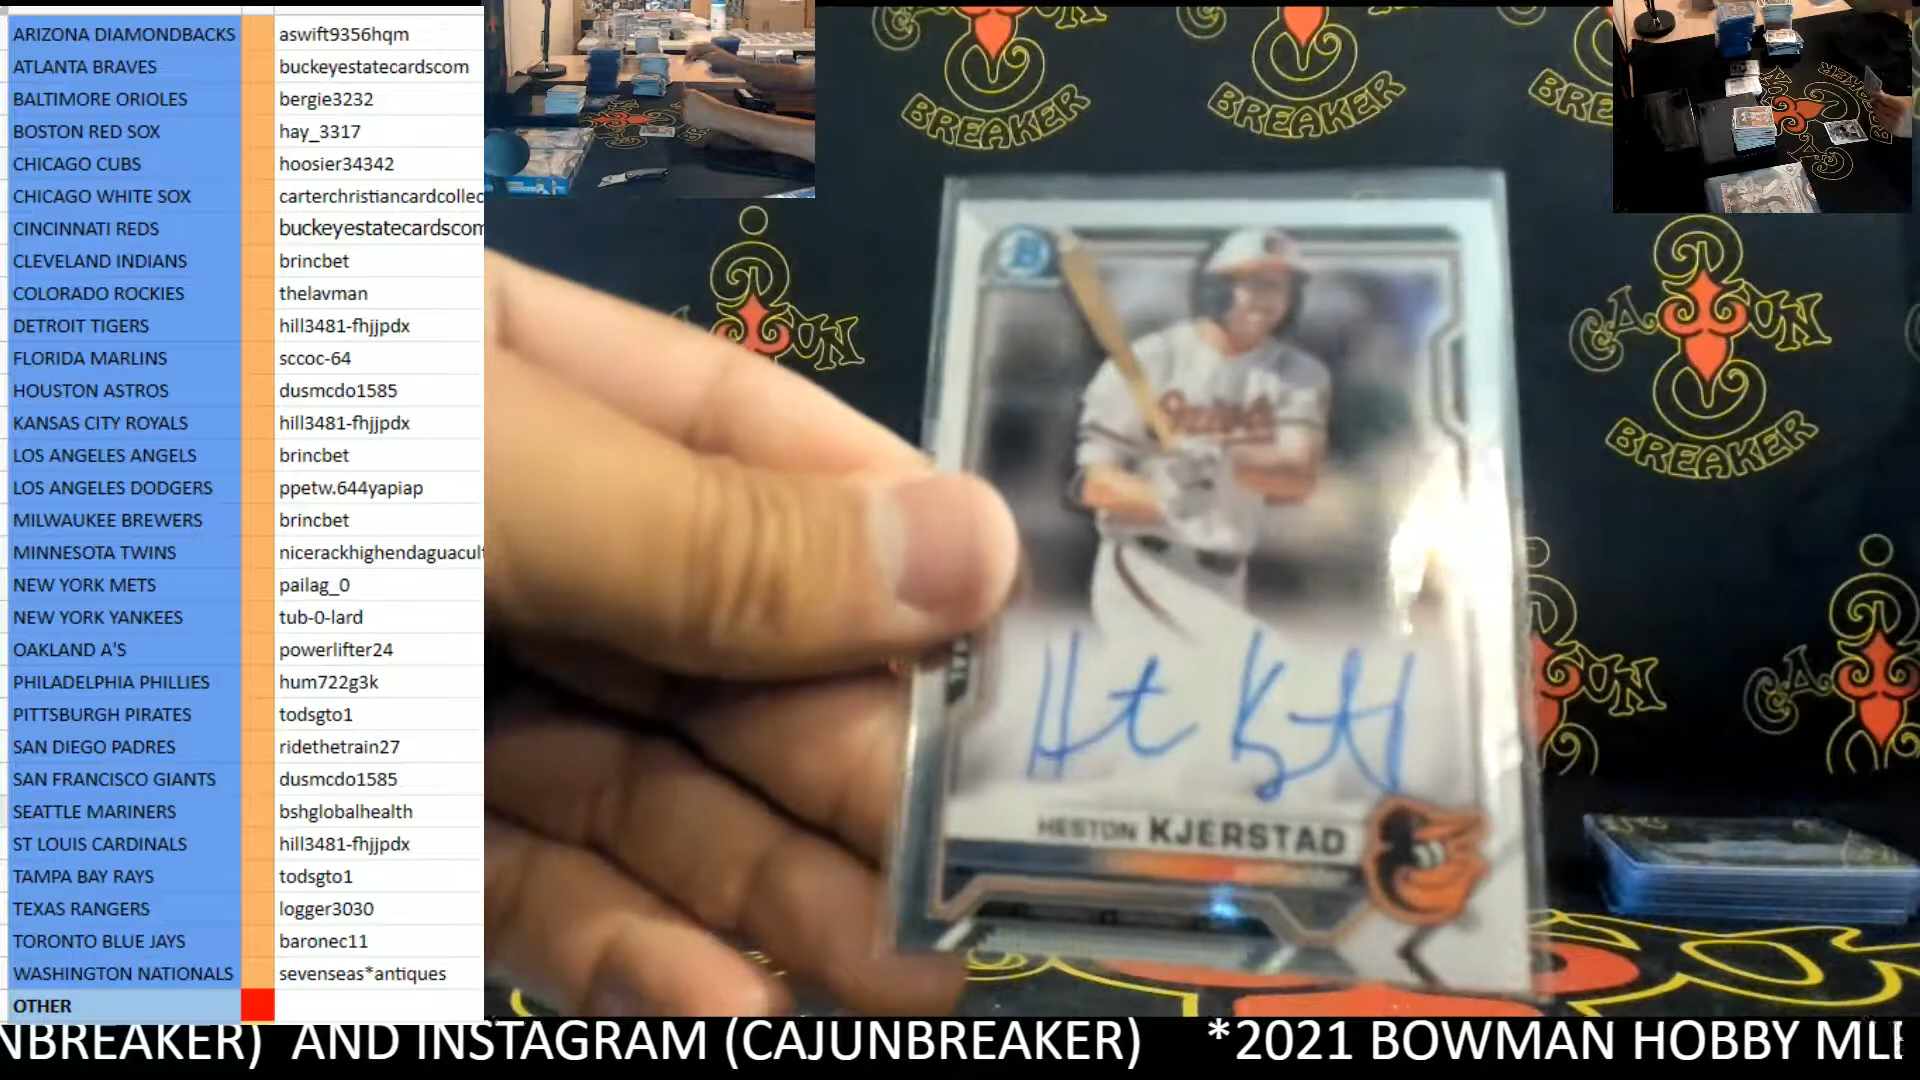 ARIZONA DIAMONDBACKS aswift9356hqm
ATLANTA BRAVES buckeyestatecardscom
BALTIMORE ORIOLES bergie3232
BOSTON RED SOX hay_3317
CHICAGO CUBS hoosier34342
CHICAGO WHITE SOX carterchristiancardcollec
CINCINNATI REDS buckeyestatecardscom
CLEVELAND INDIANS brincbet
COLORADO ROCKIES thelavman
DETROIT TIGERS hill3481-fhjjpdx
FLORIDA MARLINS sccoc-64
HOUSTON ASTROS dusmcdo1585
KANSAS CITY ROYALS hill3481-fhjjpdx
LOS ANGELES ANGELS brincbet
LOS ANGELES DODGERS ppetw.644yapiap
MILWAUKEE BREWERS brincbet
MINNESOTA TWINS nicerackhighendaguacult
NEW YORK METS pailag_0
NEW YORK YANKEES tub-0-lard
OAKLAND A'S powerlifter24
PHILADELPHIA PHILLIES hum722g3k
PITTSBURGH PIRATES todsgto1
SAN DIEGO PADRES ridethetrain27
SAN FRANCISCO GIANTS dusmcdo1585
SEATTLE MARINERS bshglobalhealth
ST LOUIS CARDINALS hill3481-fhjjpdx
TAMPA BAY RAYS todsgto1
TEXAS RANGERS logger3030
TORONTO BLUE JAYS baronec11
WASHINGTON NATIONALS sevenseas*antiques
OTHER
BREAKER
BREAKER
BRE
CAJUN
BREAKER
UN
CAJUN
B
HESTON KJERSTAD
NBREAKER) AND INSTAGRAM (CAJUNBREAKER) *2021 BOWMAN HOBBY MLB